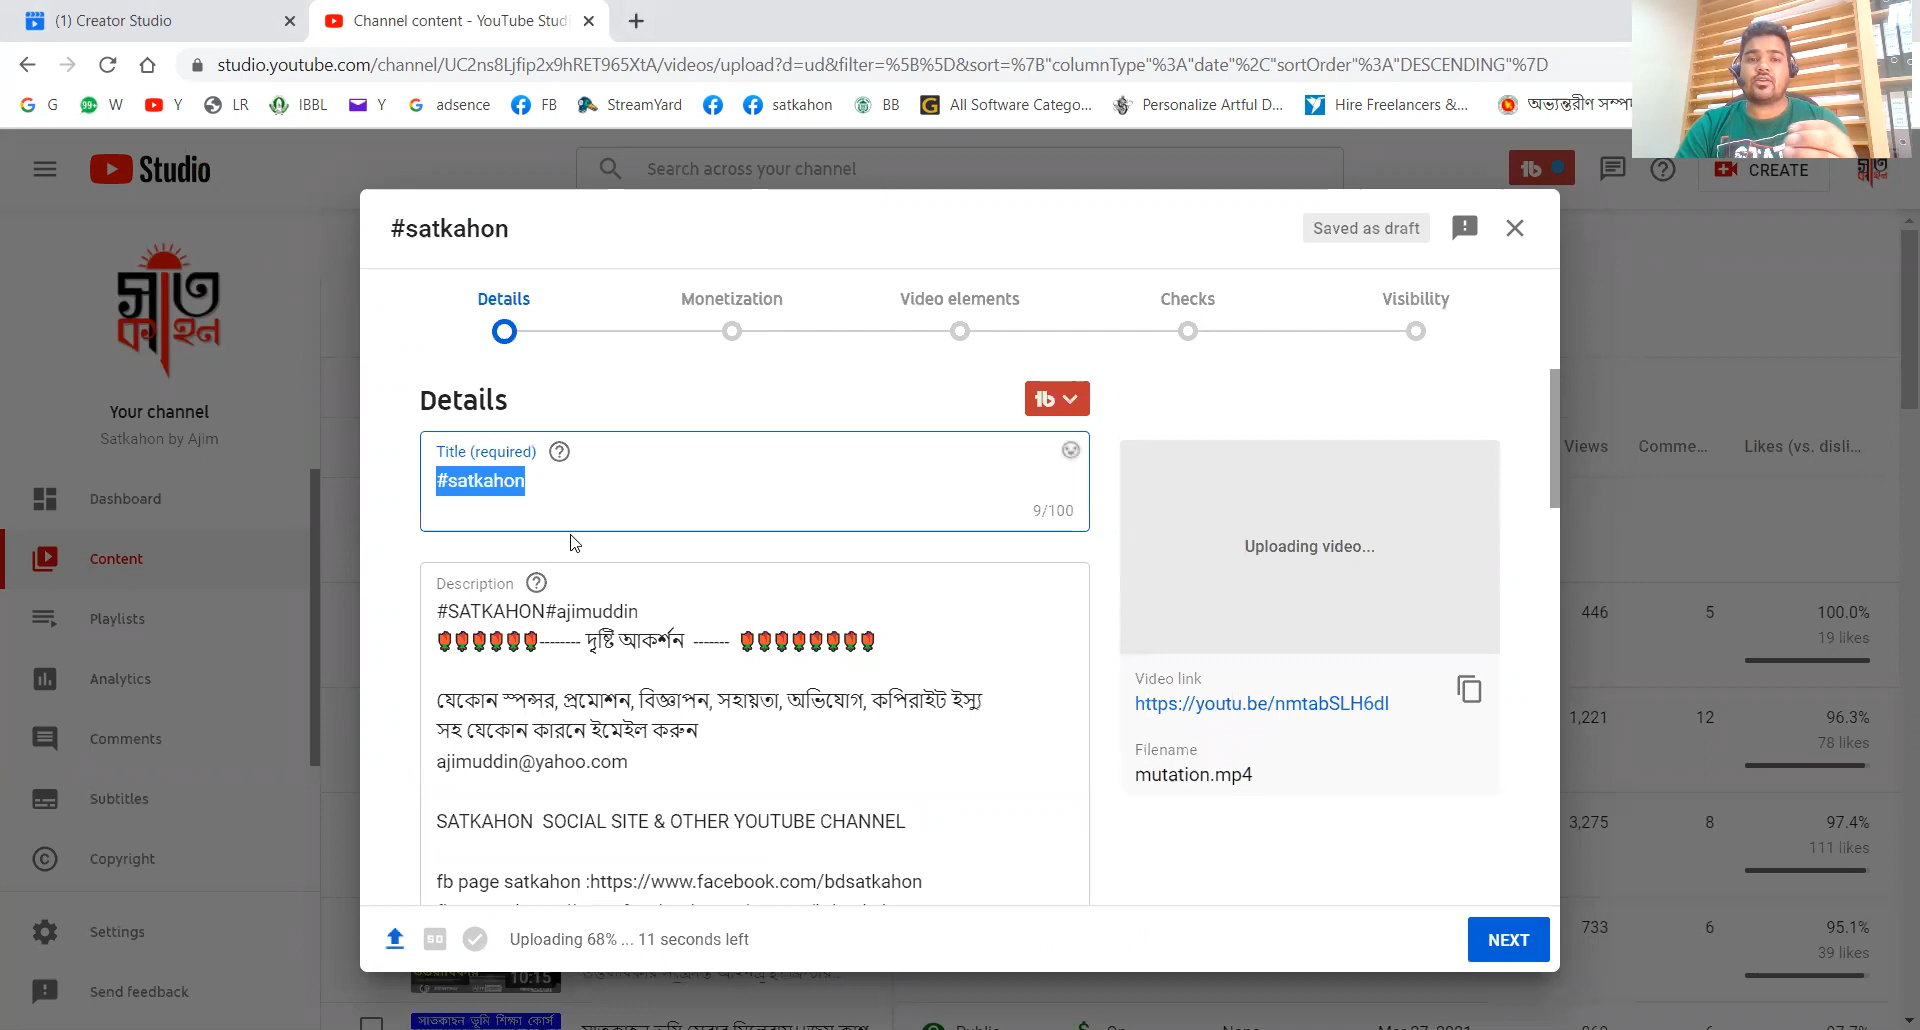 (1) Creator Studio
Channel content - YouTube Stud
studio.youtube.com/channel/UC2ns8Ljfip2x9hRET965XtA/videos/upload?d=ud&filter=%5B%5D&sort=%7B"columnType"%3A"date"%2C"sortOrder"%3A"DESCENDING"%7D
G
99+ W
Y
LR
IBBL
Y
adsence
FB
StreamYard
satkahon
BB
All Software Catego...
Personalize Artful D...
Hire Freelancers &...
Studio
Search across your channel
CREATE
সাত
কাহন
Your channel
Satkahon by Ajim
Dashboard
Content
Playlists
Analytics
Comments
Subtitles
Copyright
Settings
Send feedback
#satkahon
Saved as draft
Details
Monetization
Video elements
Checks
Visibility
Details
Title (required)
#satkahon
9/100
Description
#SATKAHON#ajimuddin
-------- দৃষ্টি আকর্শন -------
যেকোন স্পন্সর, প্রমোশন, বিজ্ঞাপন, সহায়তা, অভিযোগ, কপিরাইট ইস্যু
সহ যেকোন কারনে ইমেইল করুন
ajimuddin@yahoo.com
SATKAHON SOCIAL SITE & OTHER YOUTUBE CHANNEL
fb page satkahon :https://www.facebook.com/bdsatkahon
Uploading video...
Video link
https://youtu.be/nmtabSLH6dI
Filename
mutation.mp4
Uploading 68% ... 11 seconds left
NEXT
Views
Comme...
Likes (vs. disli...
446
5
100.0%
19 likes
1,221
12
96.3%
78 likes
3,275
8
97.4%
111 likes
733
6
95.1%
39 likes
10:15
সাতকাহন ভূমি শিক্ষা কোর্স